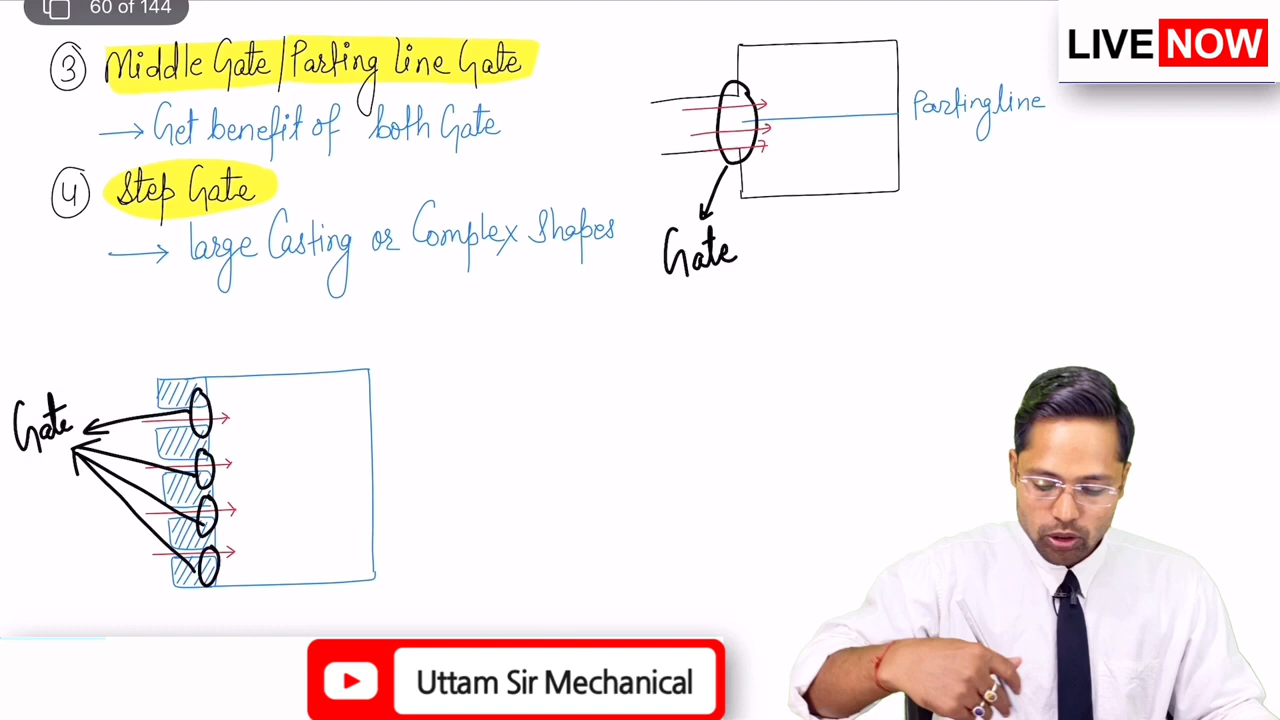 60 of 144
LIVE NOW
③ Middle Gate/Parting line Gate
→ Get benefit of both Gate
Partingline
④ Step Gate
→ large Casting or Complex Shapes
Gate
Gate
Uttam Sir Mechanical